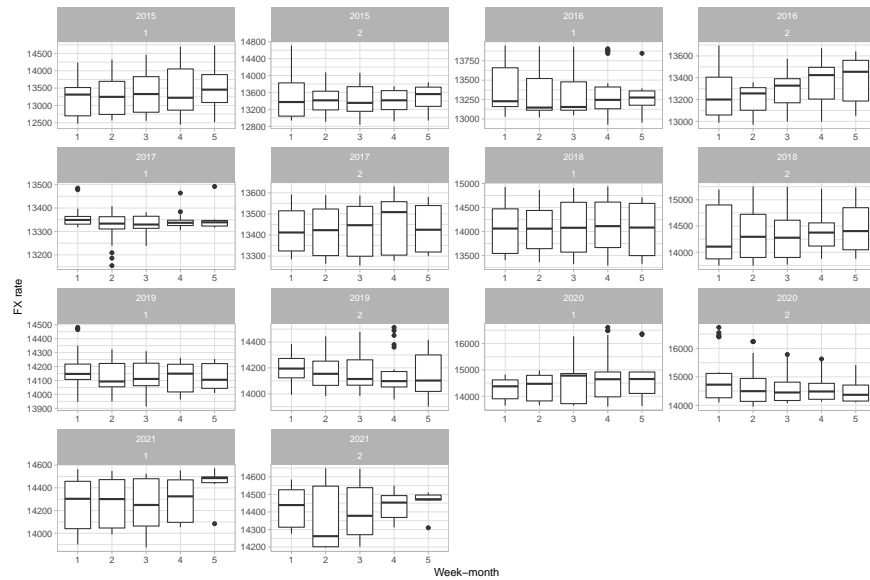 2015 2015 2016 2016
1 2 1 2
14500 14000 13500 13000 12500
14800 14400 14000 13600 13200 12800
13750 13500 13250 13000
13600 13400 13200 13000
1 2 3 4 5 1 2 3 4 5 1 2 3 4 5 1 2 3 4 5
2017 2017 2018 2018
1 2 1 2
13500 13400 13300 13200
13600 13500 13400 13300
15000 14500 14000 13500
15000 14500 14000
1 2 3 4 5 1 2 3 4 5 1 2 3 4 5 1 2 3 4 5
FX rate
2019 2019 2020 2020
1 2 1 2
14500 14400 14300 14200 14100 14000 13900
14400 14200 14000
16000 15000 14000
16000 15000 14000
1 2 3 4 5 1 2 3 4 5 1 2 3 4 5 1 2 3 4 5
2021 2021
1 2
14600 14400 14200 14000
14600 14500 14400 14300 14200
1 2 3 4 5 1 2 3 4 5
Week−month